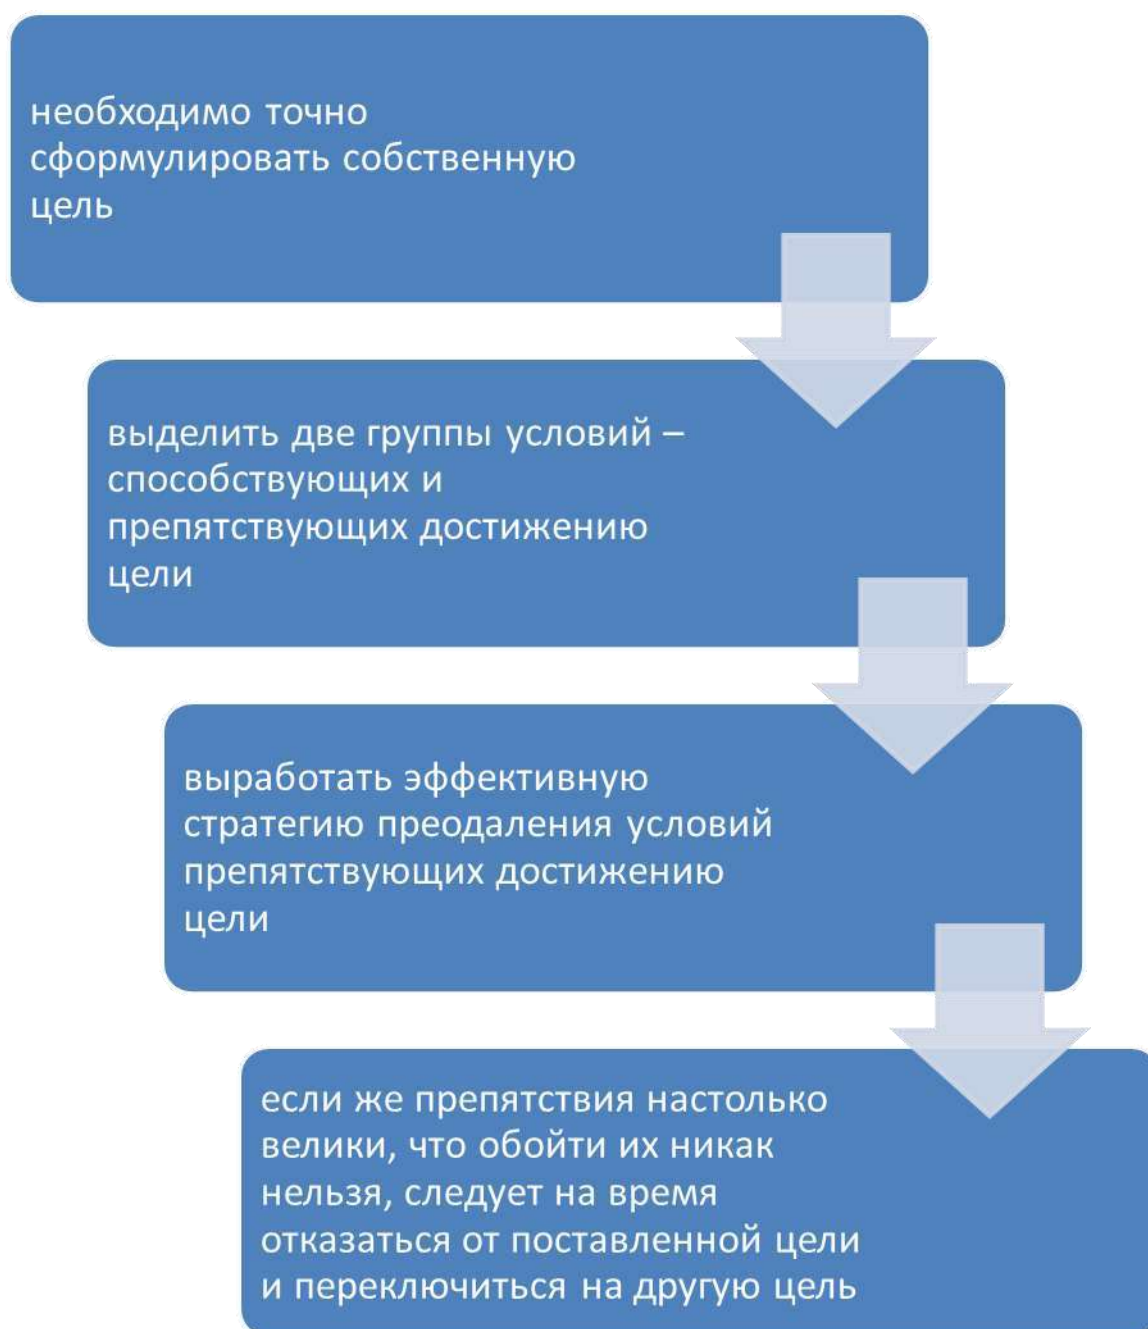 необходимо точно
сформулировать собственную
цель
выделить две группы условий –
способствующих и
препятствующих достижению
цели
выработать эффективную
стратегию преодаления условий
препятствующих достижению
цели
если же препятствия настолько
велики, что обойти их никак
нельзя, следует на время
отказаться от поставленной цели
и переключиться на другую цель